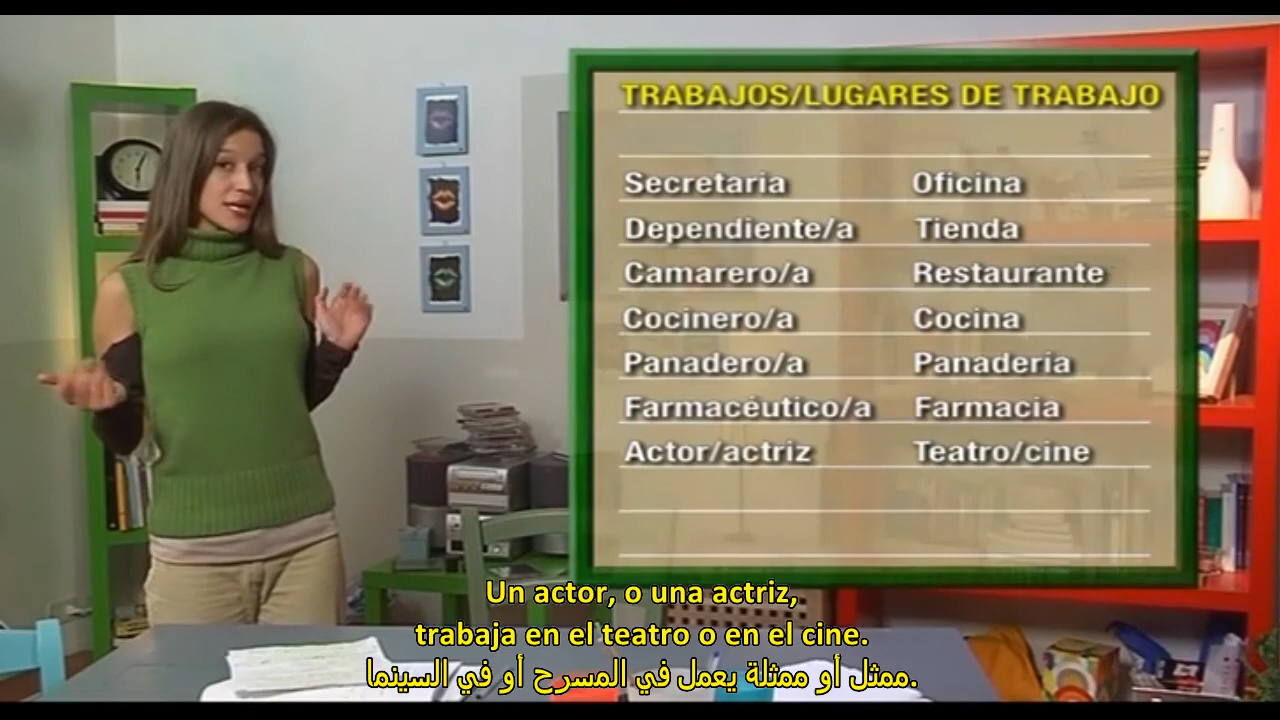 TRABAJOS/LUGARES DE TRABAJO
Secretaria Oficina
Dependiente/a Tienda
Camarero/a Restaurante
Cocinero/a Cocina
Panadero/a Panadería
Farmacéutico/a Farmacia
Actor/actriz Teatro/cine
Un actor, o una actriz,
trabaja en el teatro o en el cine.
ممثل أو ممثلة يعمل في المسرح أو في السينما.